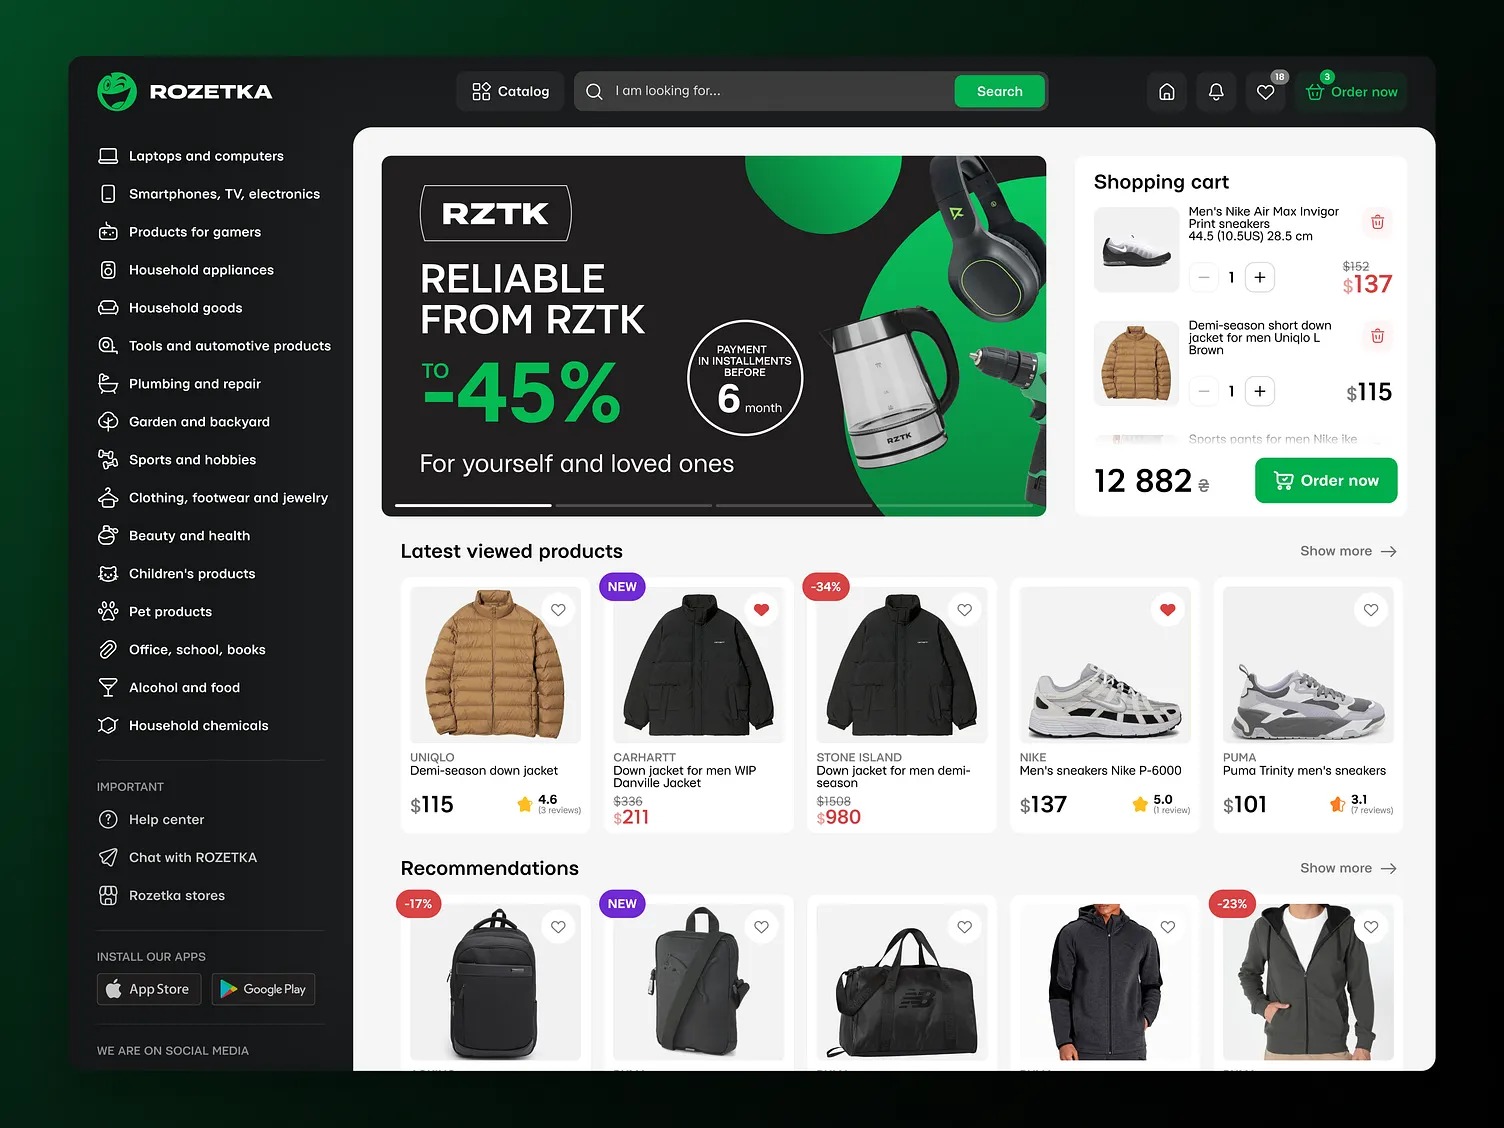 ROZETKA
Catalog
I am looking for...
Search
18
3
Order now
Laptops and computers
Smartphones, TV, electronics
Products for gamers
Household appliances
Household goods
Tools and automotive products
Plumbing and repair
Garden and backyard
Sports and hobbies
Clothing, footwear and jewelry
Beauty and health
Children's products
Pet products
Office, school, books
Alcohol and food
Household chemicals
IMPORTANT
Help center
Chat with ROZETKA
Rozetka stores
INSTALL OUR APPS
App Store
Google Play
WE ARE ON SOCIAL MEDIA
RZTK
RELIABLE
FROM RZTK
TO
-45%
For yourself and loved ones
PAYMENT
IN INSTALLMENTS
BEFORE
6 month
RZTK
Shopping cart
Men's Nike Air Max Invigor
Print sneakers
44.5 (10.5US) 28.5 cm
1
$152
$137
Demi-season short down
jacket for men Uniqlo L
Brown
1
$115
Sports pants for men Nike ike
12 882 ₴
Order now
Latest viewed products
Show more
UNIQLO
Demi-season down jacket
$115
4.6
(3 reviews)
NEW
CARHARTT
Down jacket for men WIP
Danville Jacket
$336
$211
-34%
STONE ISLAND
Down jacket for men demi-
season
$1508
$980
NIKE
Men's sneakers Nike P-6000
$137
5.0
(1 review)
PUMA
Puma Trinity men's sneakers
$101
3.1
(7 reviews)
Recommendations
Show more
-17%
NEW
-23%